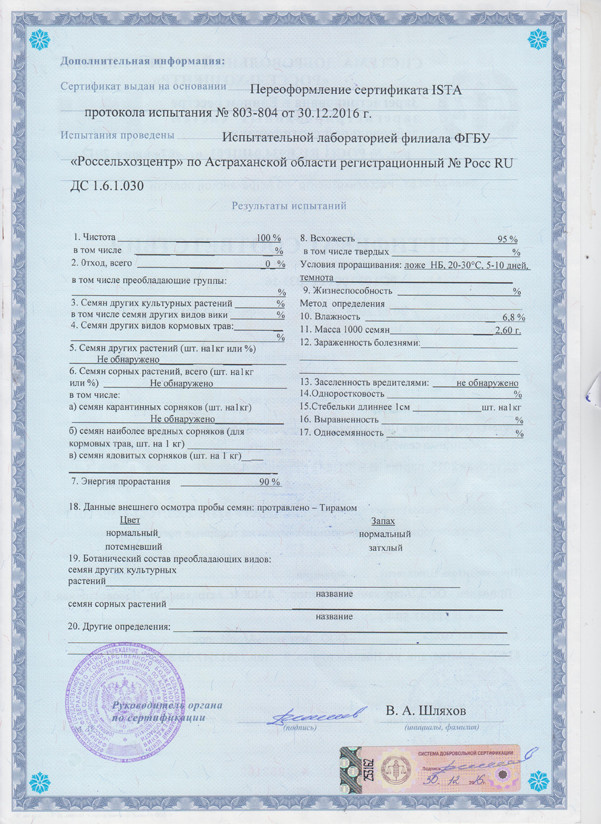 Дополнительная информация:
Сертификат выдан на основании Переоформление сертификата ISTA
протокола испытания № 803-804 от 30.12.2016 г.
Испытания проведены Испытательной лабораторией филиала ФГБУ
«Россельхозцентр» по Астраханской области регистрационный № Росс RU
ДС 1.6.1.030
Результаты испытаний
1. Чистота 100 %
в том числе %
2. Отход, всего 0 %
в том числе преобладающие группы:
%
3. Семян других культурных растений %
в том числе семян других видов вики %
4. Семян других видов кормовых трав:
%
5. Семян других растений (шт. на1кг или %)
Не обнаружено
6. Семян сорных растений, всего (шт. на1кг
или %) Не обнаружено
в том числе:
а) семян карантинных сорняков (шт. на1кг)
Не обнаружено
б) семян наиболее вредных сорняков (для
кормовых трав, шт. на 1 кг)
в) семян ядовитых сорняков (шт. на 1 кг)
7. Энергия прорастания 90 %
8. Всхожесть 95 %
в том числе твердых %
Условия проращивания: ложе НБ, 20-30°С, 5-10 дней,
темнота
9. Жизнеспособность %
Метод определения
10. Влажность 6,8 %
11. Масса 1000 семян 2,60 г.
12. Зараженность болезнями:
13. Заселенность вредителями: не обнаружено
14.Одноростковость %
15.Стебельки длиннее 1см шт. на1кг
16. Выравненность %
17. Односемянность %
18. Данные внешнего осмотра пробы семян: протравлено – Тирамом
Цвет Запах
нормальный нормальный
потемневший затхлый
19. Ботанический состав преобладающих видов:
семян других культурных
растений
название
семян сорных растений
название
20. Другие определения:
Руководитель органа
по сертификации
В. А. Шляхов
(подпись) (инициалы, фамилия)
СИСТЕМА ДОБРОВОЛЬНОЙ СЕРТИФИКАЦИИ
251162
30. 12. 16г.